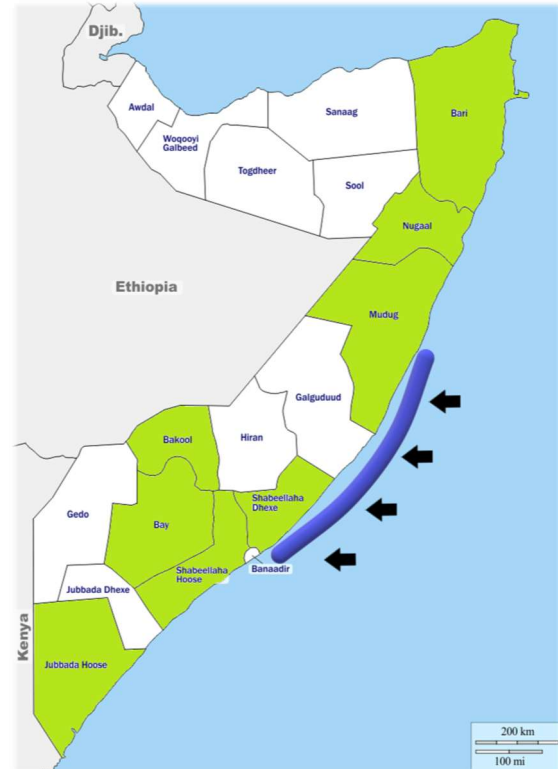 Djib.
Awdal
Woqooyi
Galbeed
Togdheer
Sanaag
Sool
Bari
Nugaal
Ethiopia
Mudug
Galguduud
Hiran
Bakool
Gedo
Bay
Shabeellaha
Dhexe
Shabeellaha
Hoose
Banaadir
Jubbada Dhexe
Jubbada Hoose
Kenya
200 km
100 mi